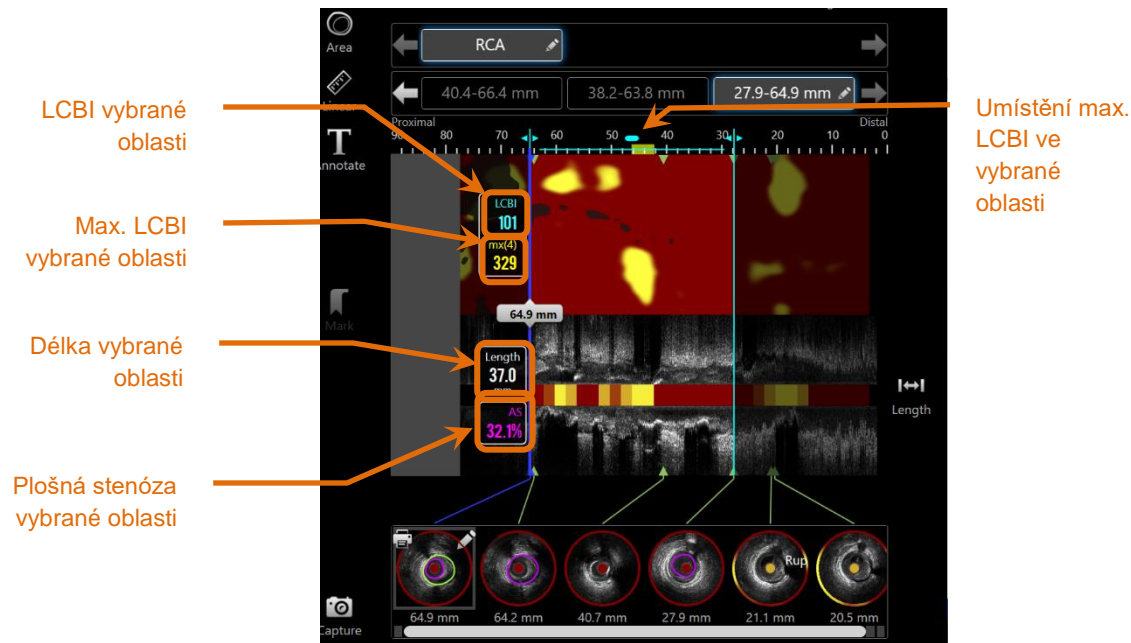 Area
RCA
Linear
40.4-66.4 mm
38.2-63.8 mm
27.9-64.9 mm
LCBI vybrané
oblasti
Umístění max.
LCBI ve
vybrané
oblasti
Proximal
Distal
90 80 70 60 50 40 30 20 10 0
Annotate
LCBI
101
Max. LCBI
vybrané oblasti
mx(4)
329
Mark
64.9 mm
Délka vybrané
oblasti
Length
37.0
mm
Length
AS
32.1%
Plošná stenóza
vybrané oblasti
Rup
64.9 mm
64.2 mm
40.7 mm
27.9 mm
21.1 mm
20.5 mm
Capture